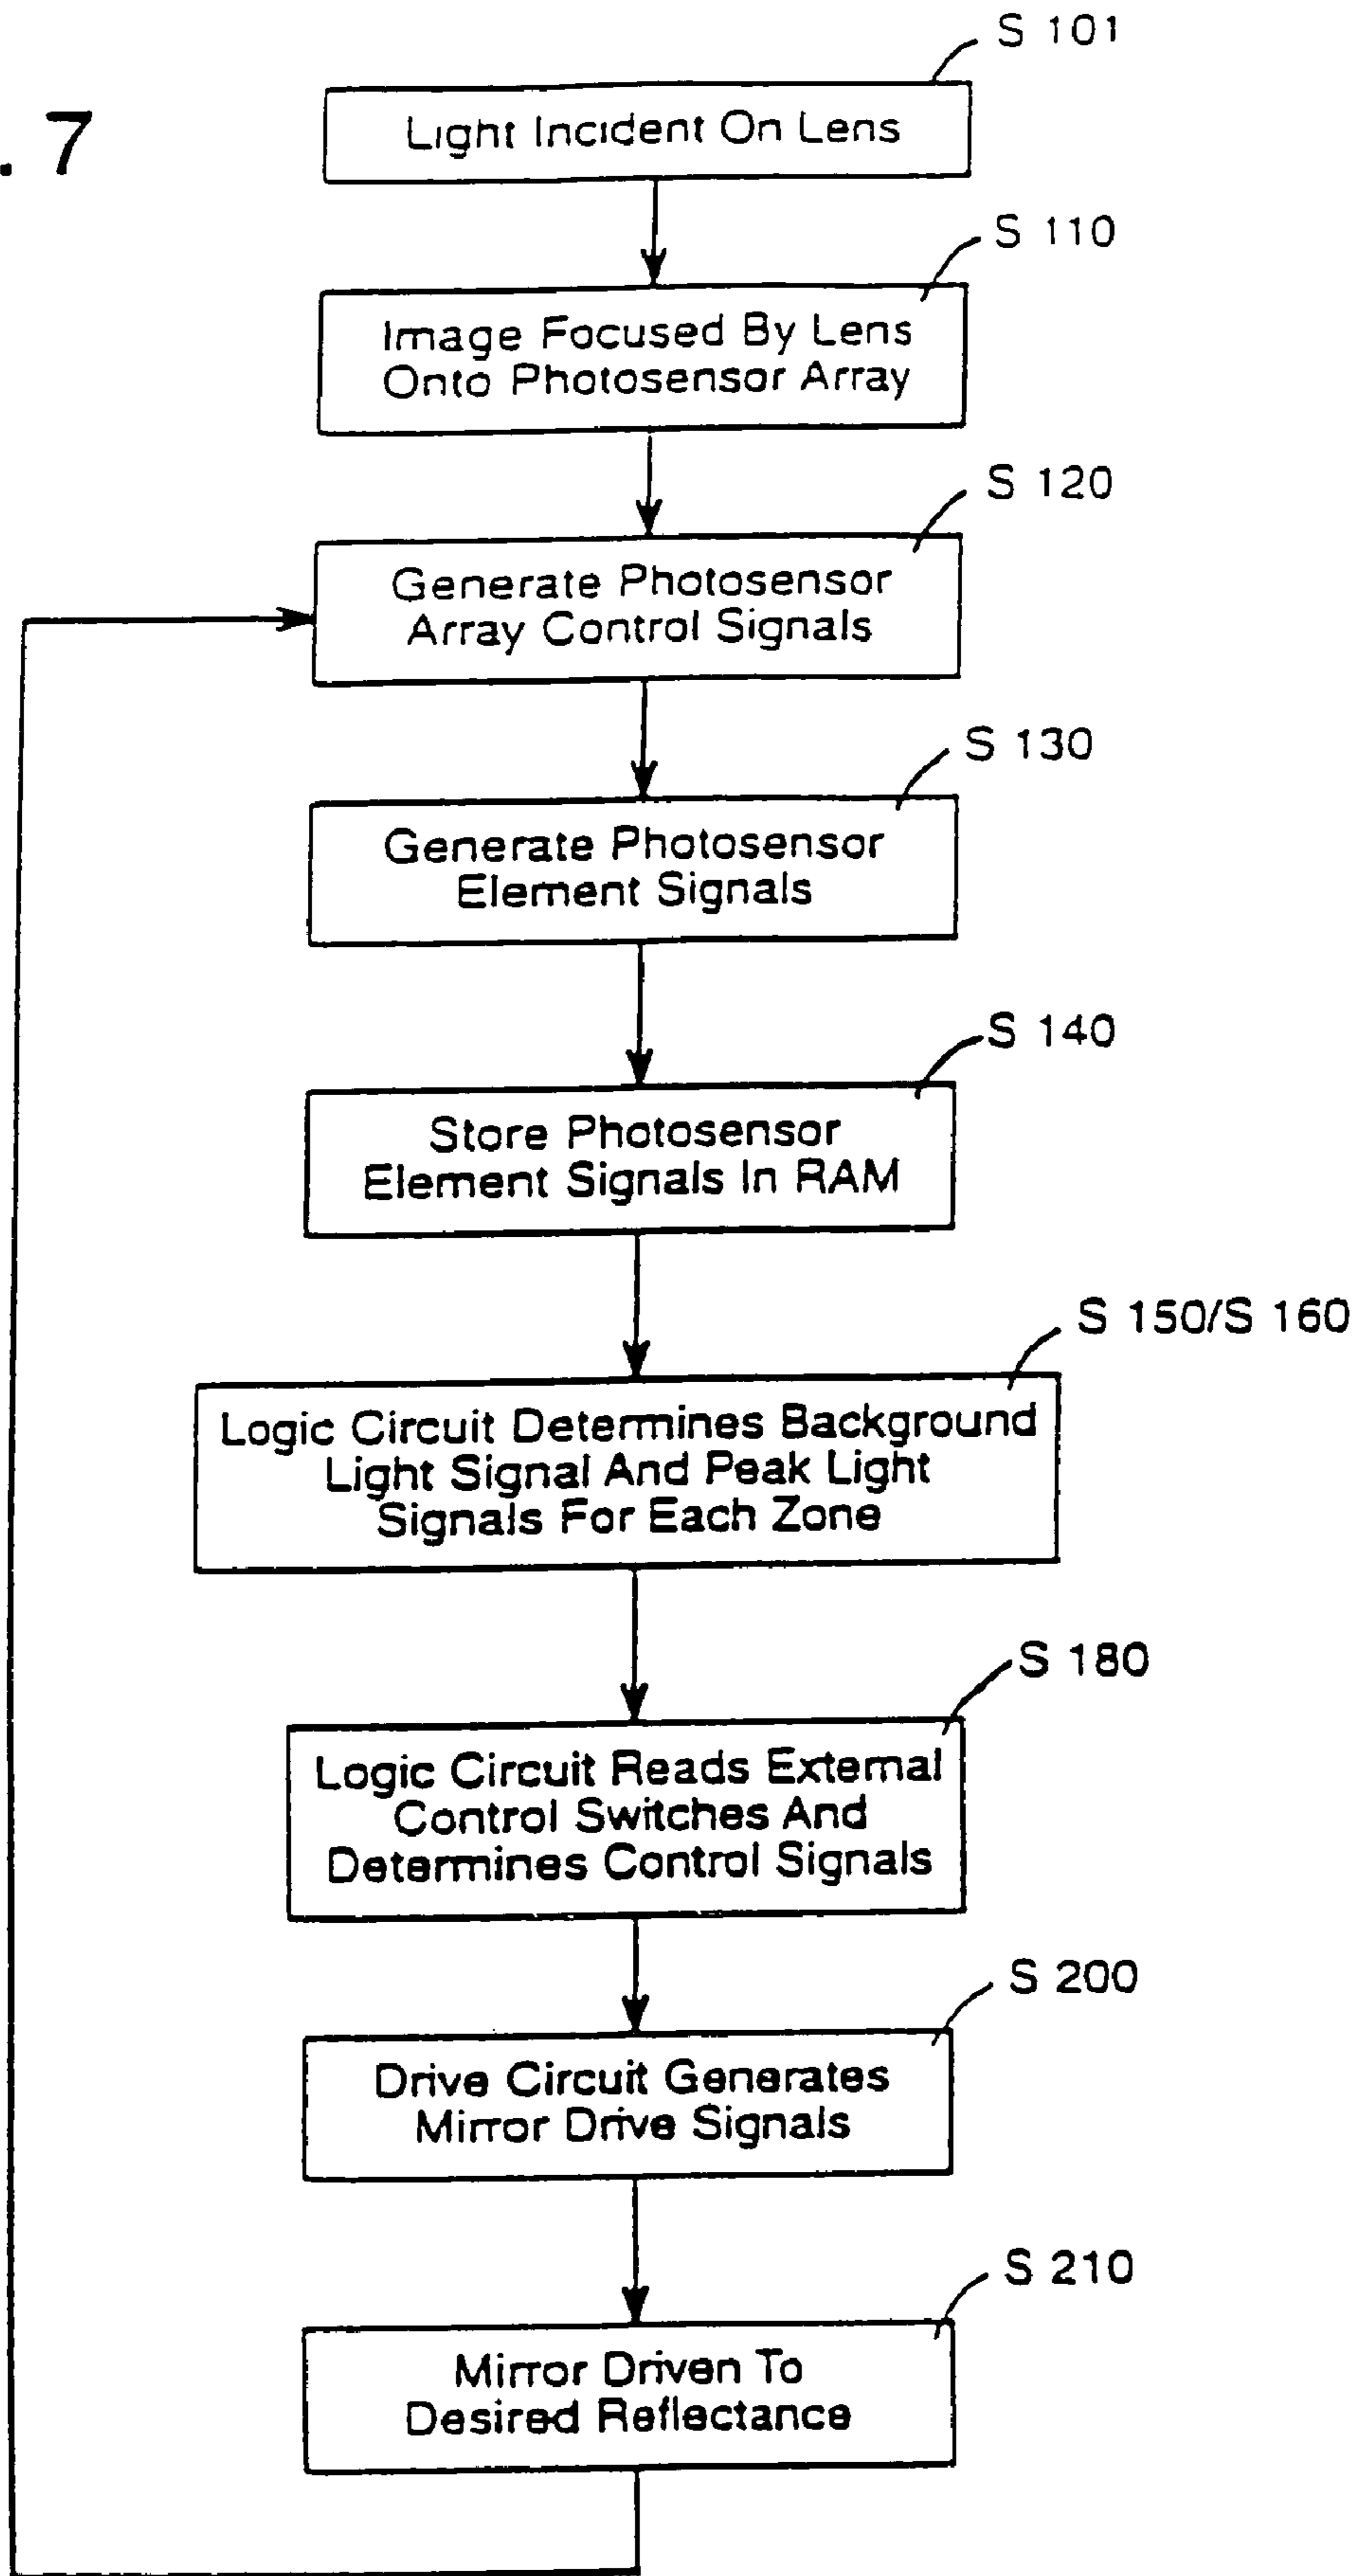 . 7
S 101
Light Incident On Lens
S 110
Image Focused By Lens
Onto Photosensor Array
S 120
Generate Photosensor
Array Control Signals
S 130
Generate Photosensor
Element Signals
S 140
Store Photosensor
Element Signals In RAM
S 150/S 160
Logic Circuit Determines Background
Light Signal And Peak Light
Signals For Each Zone
S 180
Logic Circuit Reads External
Control Switches And
Determines Control Signals
S 200
Drive Circuit Generates
Mirror Drive Signals
S 210
Mirror Driven To
Desired Reflectance